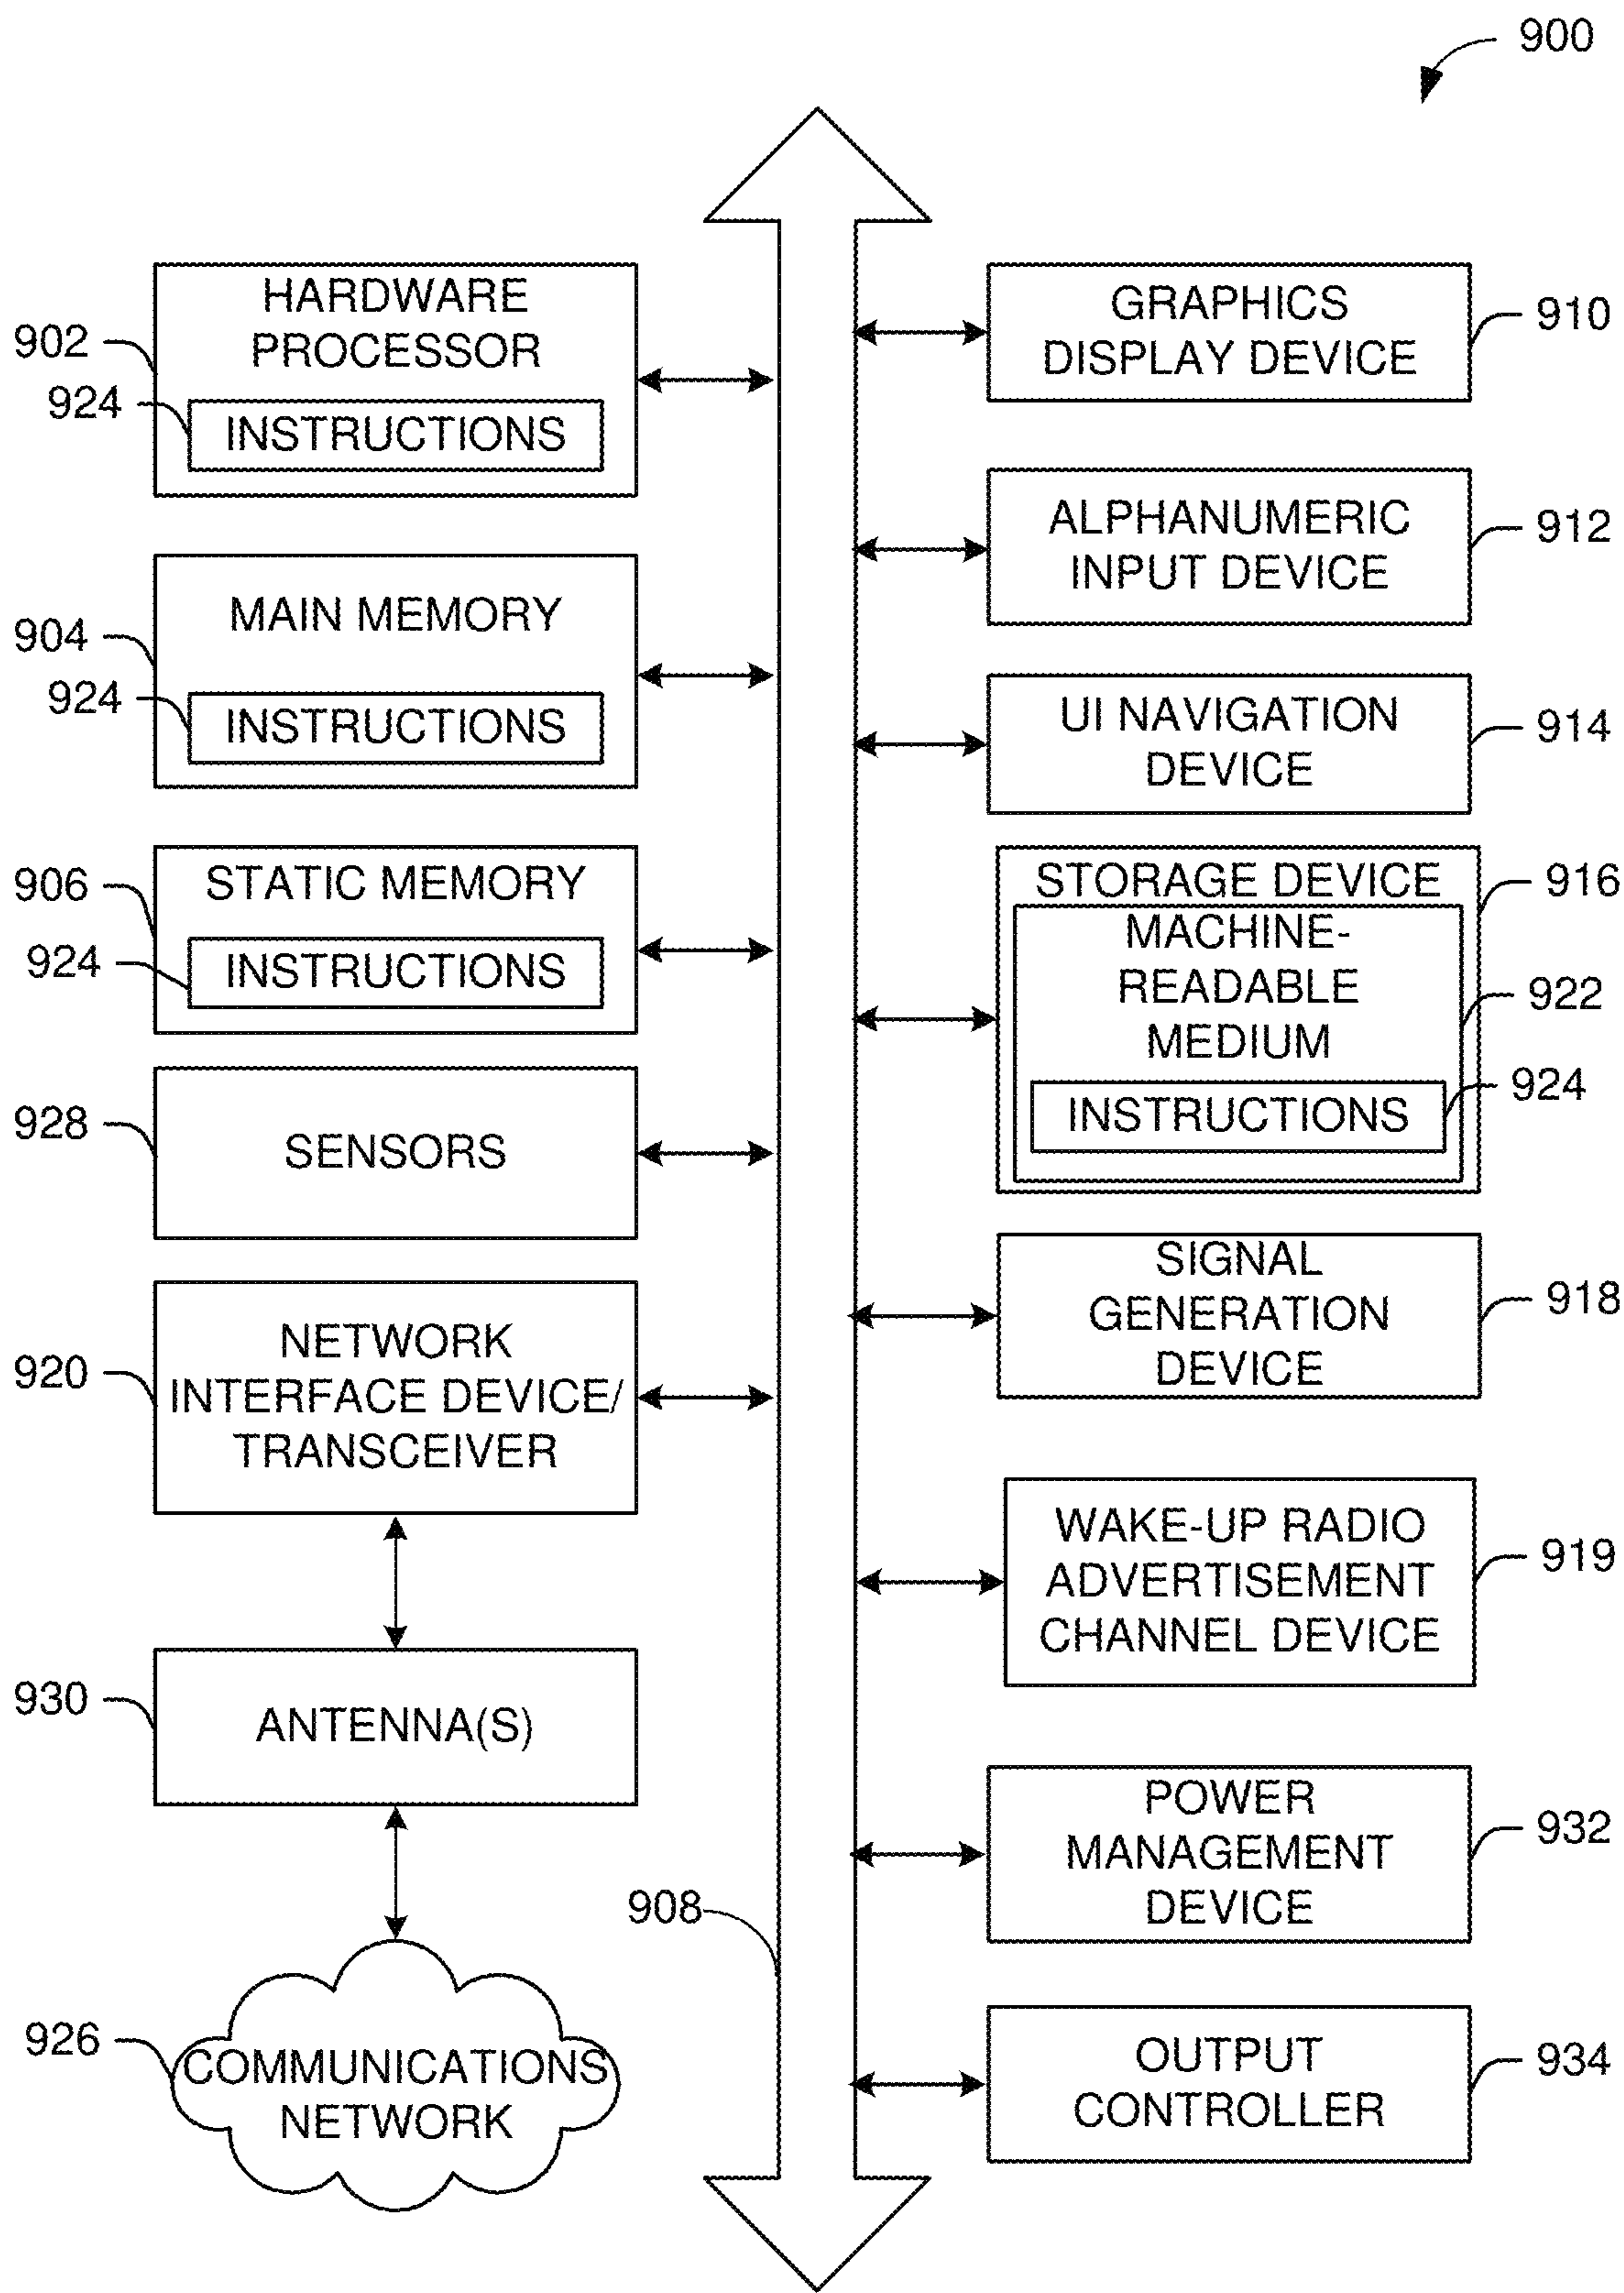 900
HARDWARE
PROCESSOR
902
924
INSTRUCTIONS
MAIN MEMORY
904
924
INSTRUCTIONS
STATIC MEMORY
906
924
INSTRUCTIONS
928
SENSORS
NETWORK
INTERFACE DEVICE/
TRANSCEIVER
920
930
ANTENNA(S)
908
926
COMMUNICATIONS
NETWORK
GRAPHICS
DISPLAY DEVICE
910
ALPHANUMERIC
INPUT DEVICE
912
UI NAVIGATION
DEVICE
914
STORAGE DEVICE
916
MACHINE-
READABLE
MEDIUM
922
924
INSTRUCTIONS
SIGNAL
GENERATION
DEVICE
918
WAKE-UP RADIO
ADVERTISEMENT
CHANNEL DEVICE
919
POWER
MANAGEMENT
DEVICE
932
OUTPUT
CONTROLLER
934